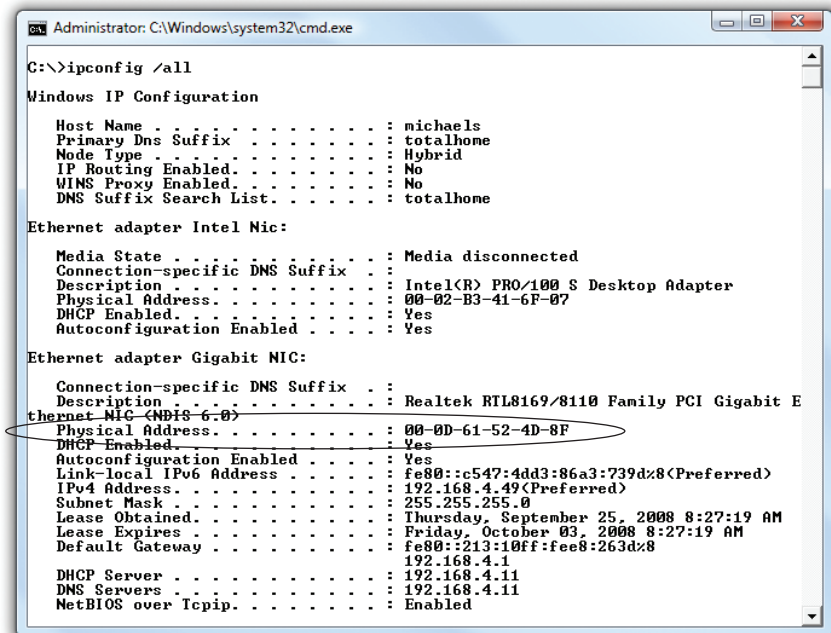 Administrator: C:\Windows\system32\cmd.exe
C:\>ipconfig /all
Windows IP Configuration
Host Name . . . . . . . . . . . . : michaels
Primary Dns Suffix . . . . . . . : totalhome
Node Type . . . . . . . . . . . . : Hybrid
IP Routing Enabled. . . . . . . . : No
WINS Proxy Enabled. . . . . . . . : No
DNS Suffix Search List. . . . . . : totalhome
Ethernet adapter Intel Nic:
Media State . . . . . . . . . . . : Media disconnected
Connection-specific DNS Suffix . :
Description . . . . . . . . . . . : Intel(R) PRO/100 S Desktop Adapter
Physical Address. . . . . . . . . : 00-02-B3-41-6F-07
DHCP Enabled. . . . . . . . . . . : Yes
Autoconfiguration Enabled . . . . : Yes
Ethernet adapter Gigabit NIC:
Connection-specific DNS Suffix . :
Description . . . . . . . . . . . : Realtek RTL8169/8110 Family PCI Gigabit E
thernet NIC (NDIS 6.0)
Physical Address. . . . . . . . . : 00-0D-61-52-4D-8F
DHCP Enabled. . . . . . . . . . . : Yes
Autoconfiguration Enabled . . . . : Yes
Link-local IPv6 Address . . . . . : fe80::c547:4dd3:86a3:739d%8(Preferred)
IPv4 Address. . . . . . . . . . . : 192.168.4.49(Preferred)
Subnet Mask . . . . . . . . . . . : 255.255.255.0
Lease Obtained. . . . . . . . . . : Thursday, September 25, 2008 8:27:19 AM
Lease Expires . . . . . . . . . . : Friday, October 03, 2008 8:27:19 AM
Default Gateway . . . . . . . . . : fe80::213:10ff:fee8:263d%8
192.168.4.1
DHCP Server . . . . . . . . . . . : 192.168.4.11
DNS Servers . . . . . . . . . . . : 192.168.4.11
NetBIOS over Tcpip. . . . . . . . : Enabled